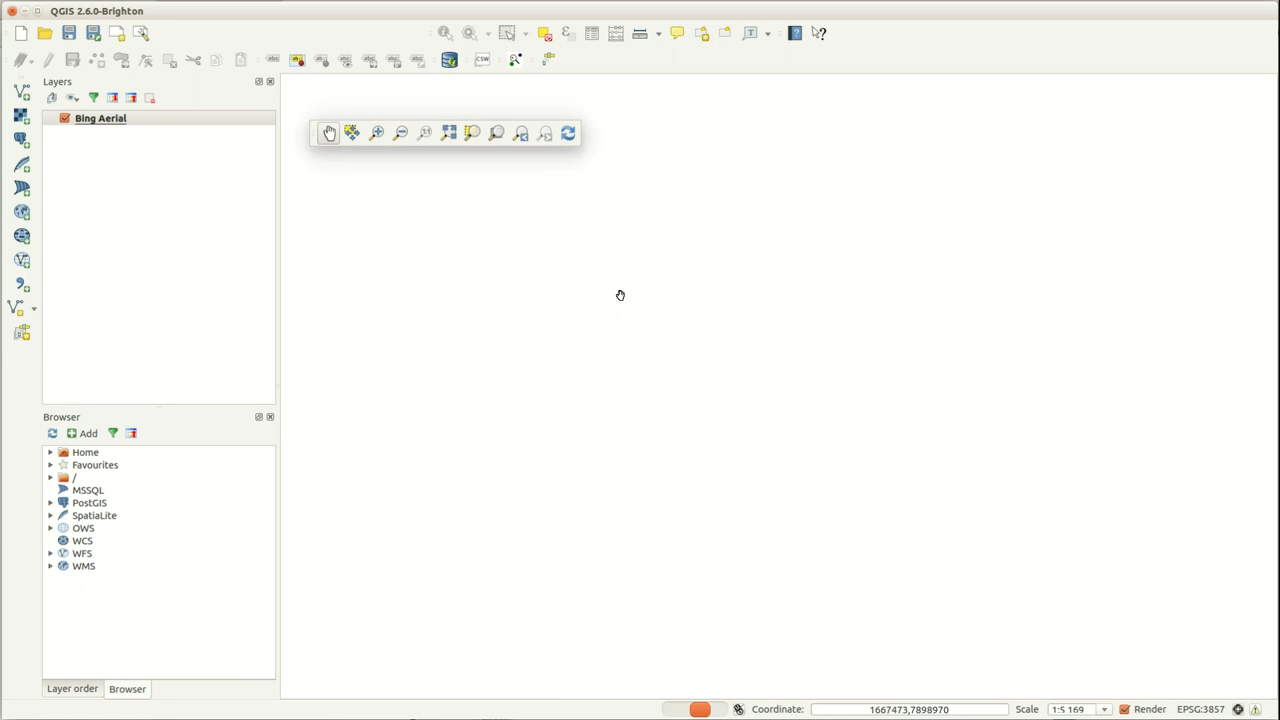 QGIS 2.6.0-Brighton
Layers
Bing Aerial
Browser
Add
Home
Favourites
/
MSSQL
PostGIS
SpatiaLite
OWS
WCS
WFS
WMS
Layer order
Browser
Coordinate: 1667473,7898970 Scale 1:5 169 Render EPSG:3857